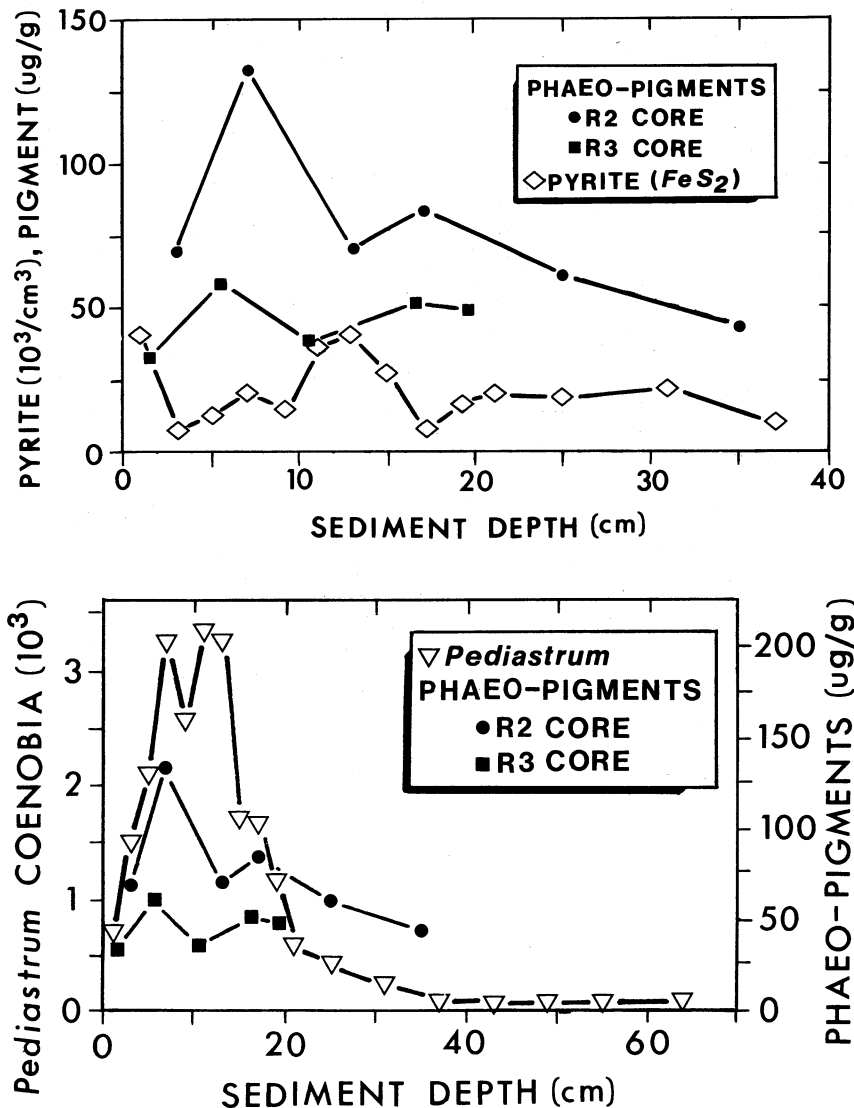 PYRITE (10³/cm³), PIGMENT (ug/g)
150
100
50
0
PHAEO-PIGMENTS
R2 CORE
R3 CORE
PYRITE (FeS₂)
0 10 20 30 40
SEDIMENT DEPTH (cm)
Pediastrum COENOBIA (10³)
3
2
1
0
Pediastrum
PHAEO-PIGMENTS
R2 CORE
R3 CORE
200
150
100
50
0
PHAEO-PIGMENTS (ug/g)
0 20 40 60
SEDIMENT DEPTH (cm)